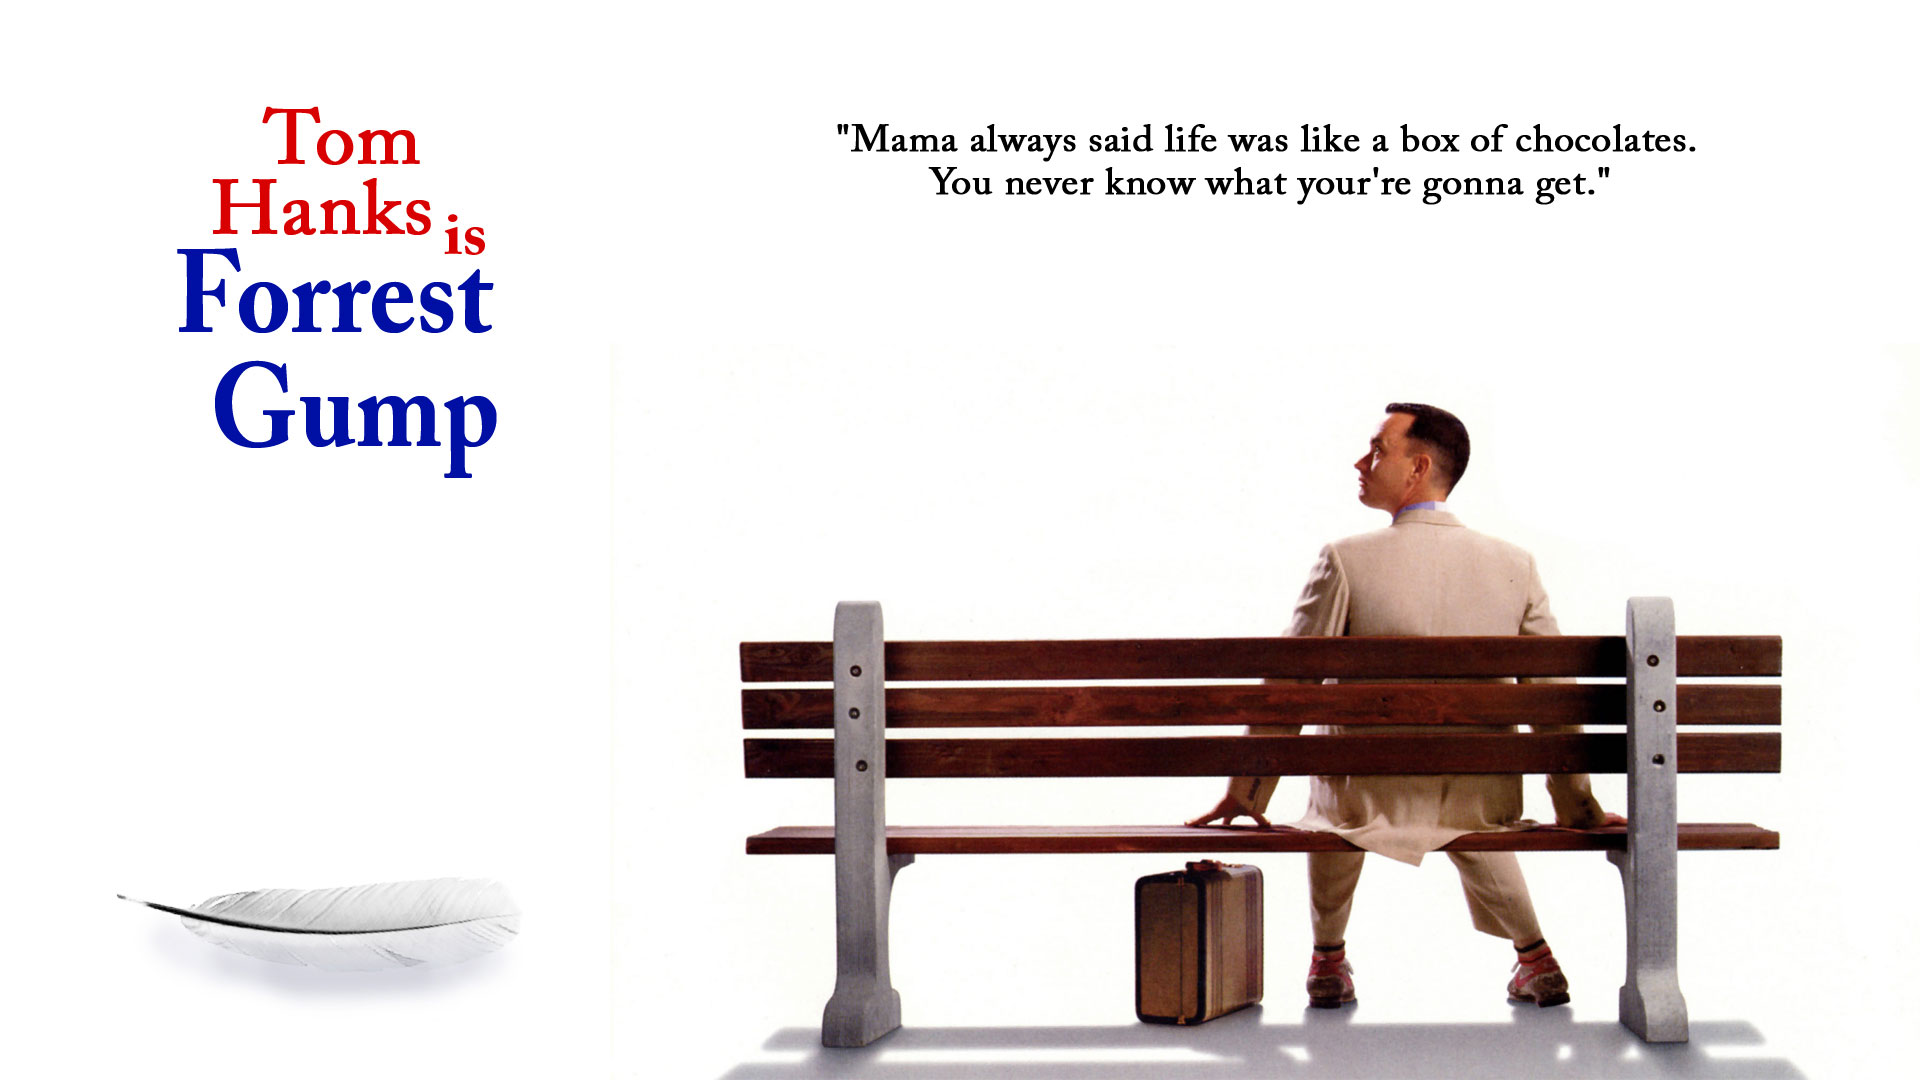 Tom
Hanks is
Forrest
Gump
"Mama always said life was like a box of chocolates.
You never know what your're gonna get."